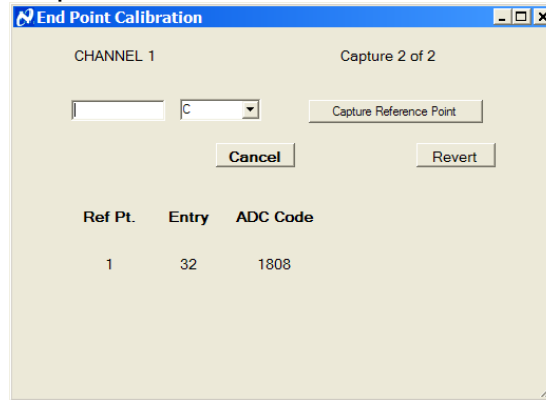 End Point Calibration
CHANNEL 1 Capture 2 of 2
C Capture Reference Point
Cancel Revert
Ref Pt. Entry ADC Code
1 32 1808